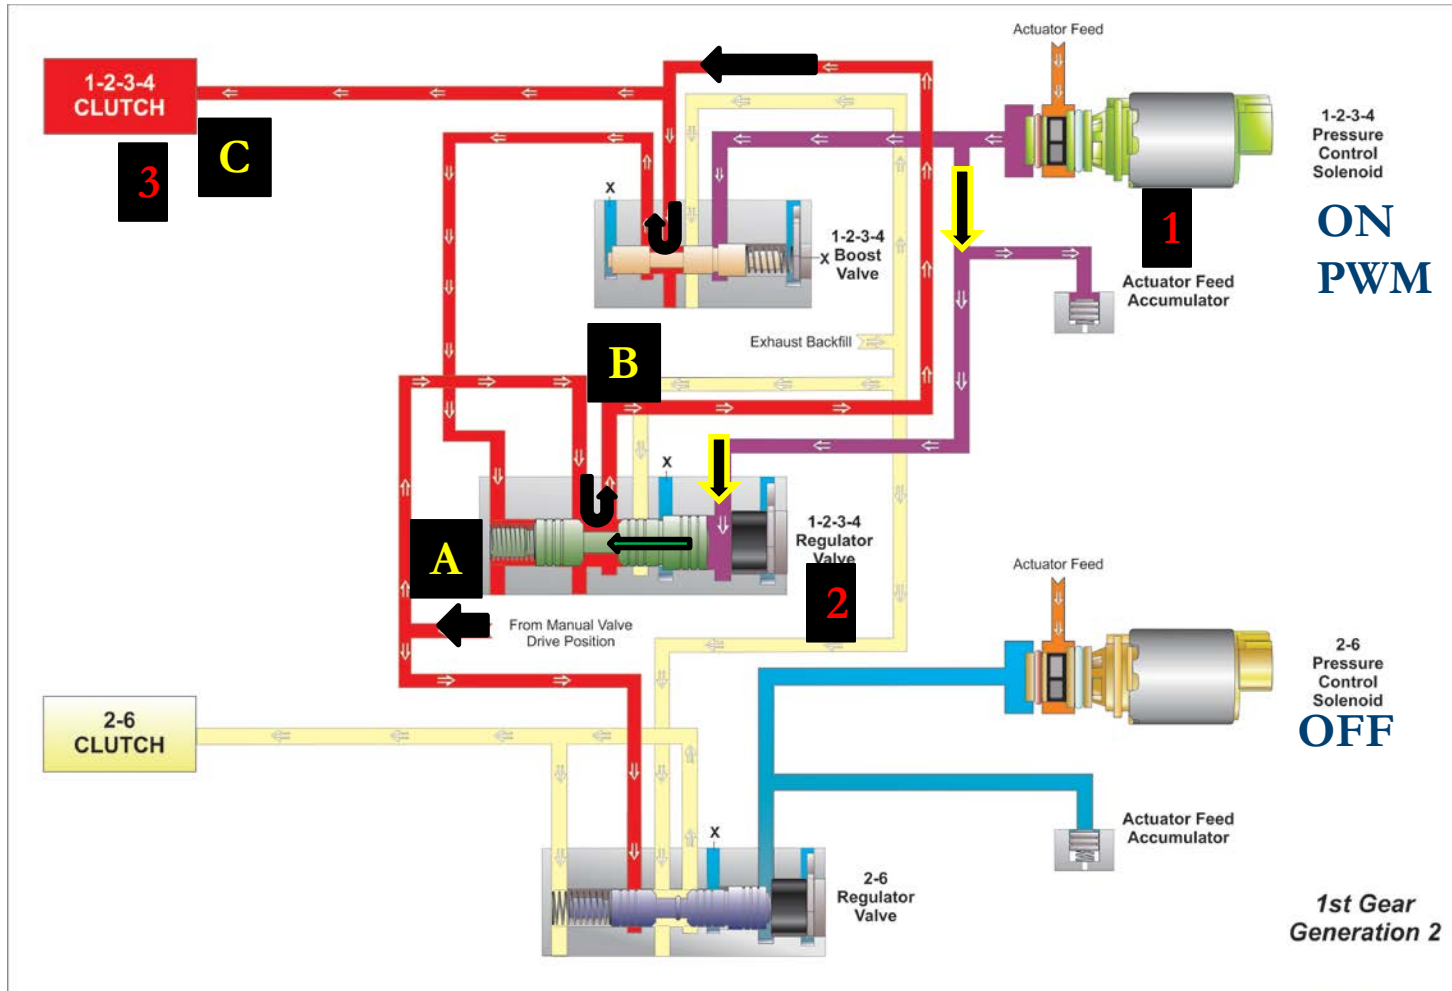 Actuator Feed
1-2-3-4
CLUTCH
C
3
1-2-3-4
Pressure
Control
Solenoid
1
ON
PWM
X
1-2-3-4
Boost
Valve
X
Actuator Feed
Accumulator
Exhaust Backfill
B
X
1-2-3-4
Regulator
Valve
2
A
From Manual Valve
Drive Position
Actuator Feed
2-6
Pressure
Control
Solenoid
OFF
2-6
CLUTCH
X
Actuator Feed
Accumulator
2-6
Regulator
Valve
1st Gear
Generation 2